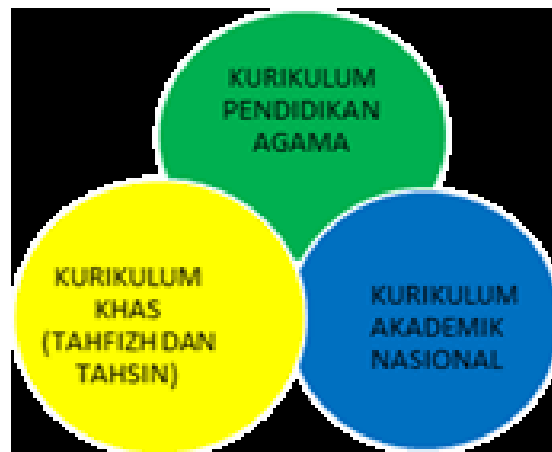 KURIKULUM
PENDIDIKAN
AGAMA
KURIKULUM
KHAS
(TAHFIZH DAN
TAHSIN)
KURIKULUM
AKADEMIK
NASIONAL